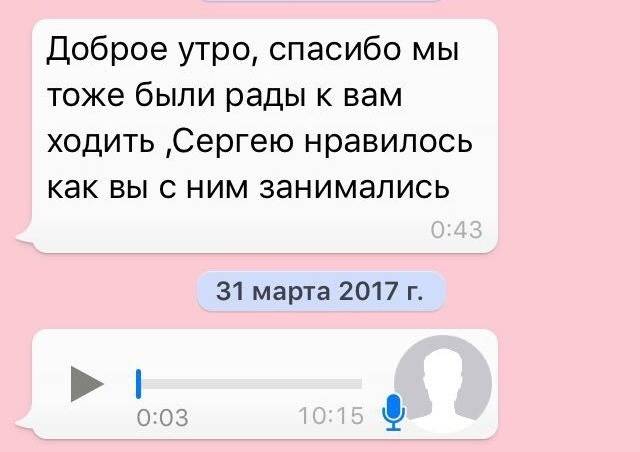 Доброе утро, спасибо мы
тоже были рады к вам
ходить ,Сергею нравилось
как вы с ним занимались
0:43
31 марта 2017 г.
0:03 10:15